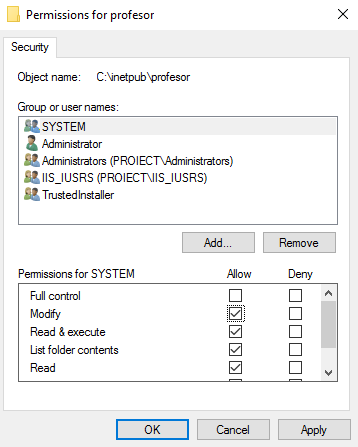 Permissions for profesor
Security
Object name: C:\inetpub\profesor
Group or user names:
SYSTEM
Administrator
Administrators (PROIECT\Administrators)
IIS_IUSRS (PROIECT\IIS_IUSRS)
TrustedInstaller
Add... Remove
Permissions for SYSTEM Allow Deny
Full control
Modify
Read & execute
List folder contents
Read
OK Cancel Apply